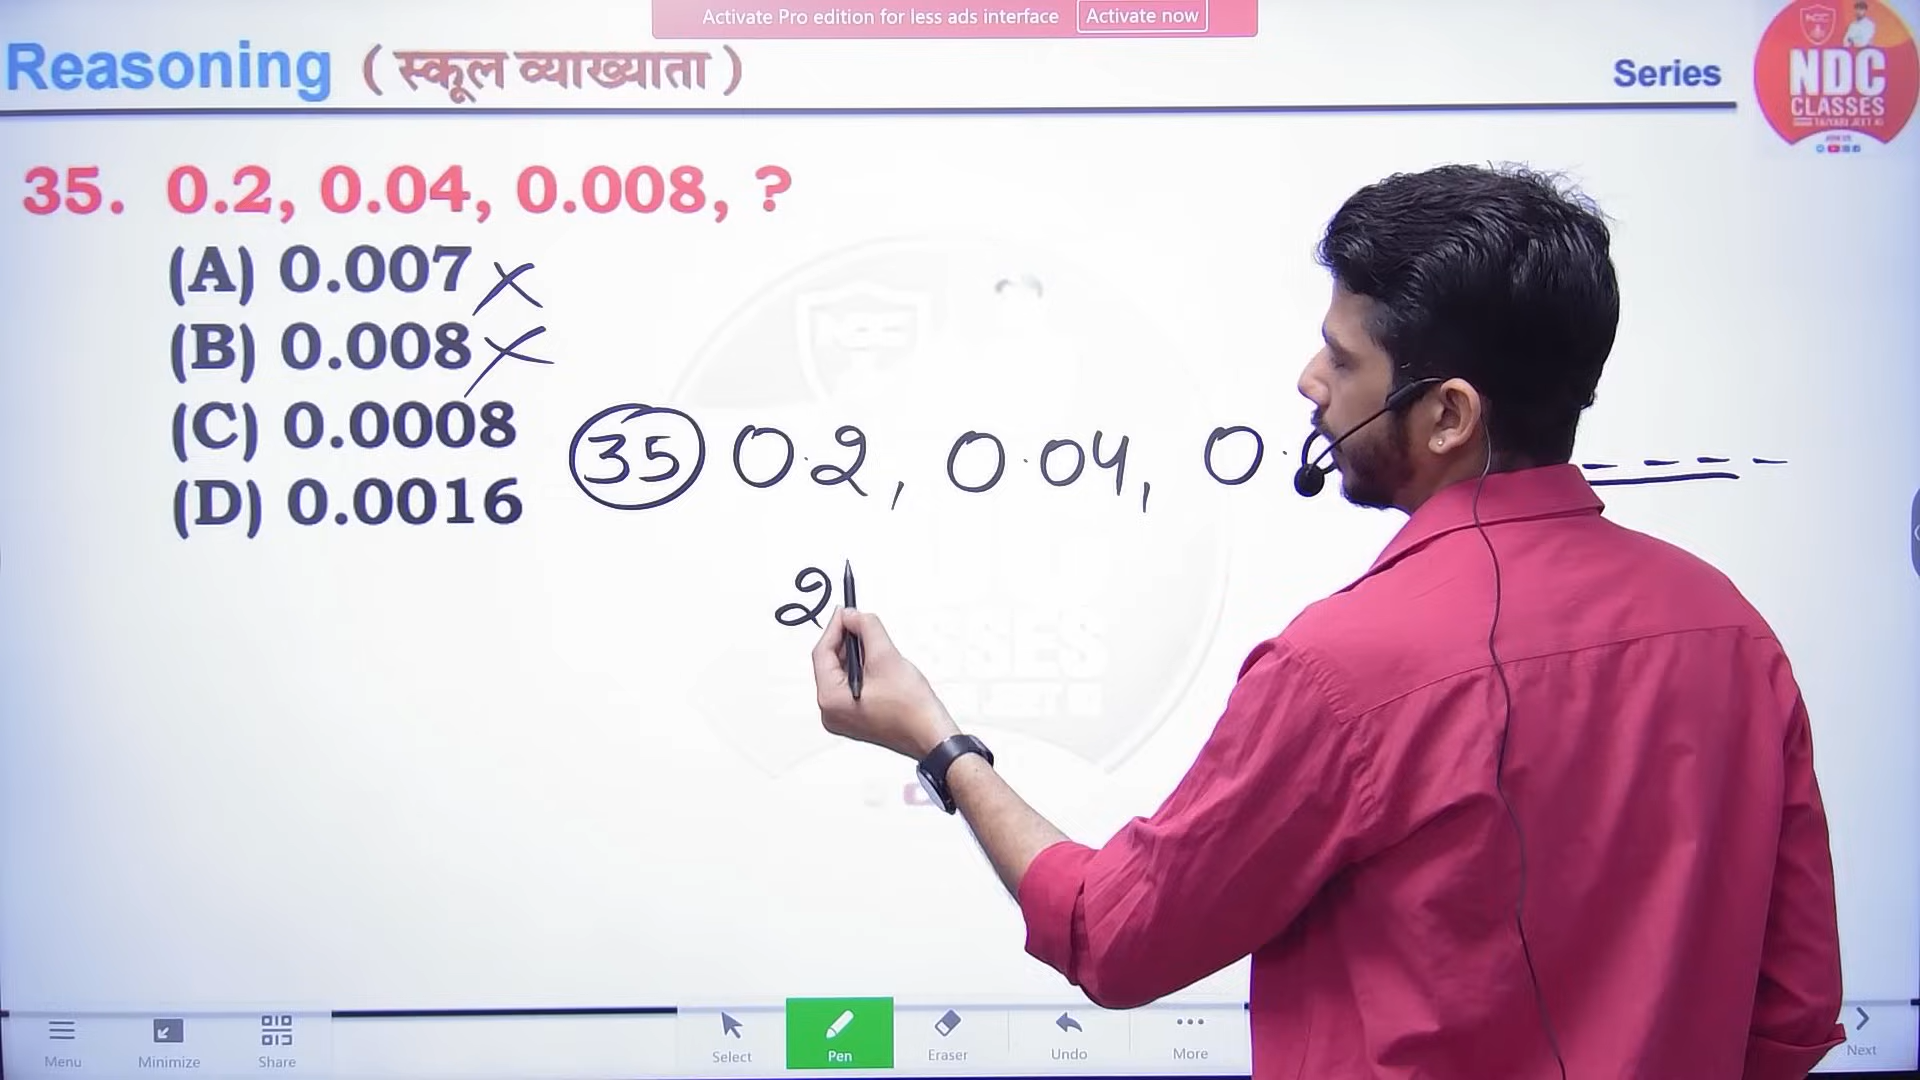 Activate Pro edition for less ads interface Activate now
Reasoning ( स्कूल व्याख्याता )
Series
NDC
CLASSES
35. 0.2, 0.04, 0.008, ?
(A) 0.007
(B) 0.008
(C) 0.0008
(D) 0.0016
35 0.2, 0.04, 0.
2
Menu
Minimize
Share
Select
Pen
Eraser
Undo
More
Next